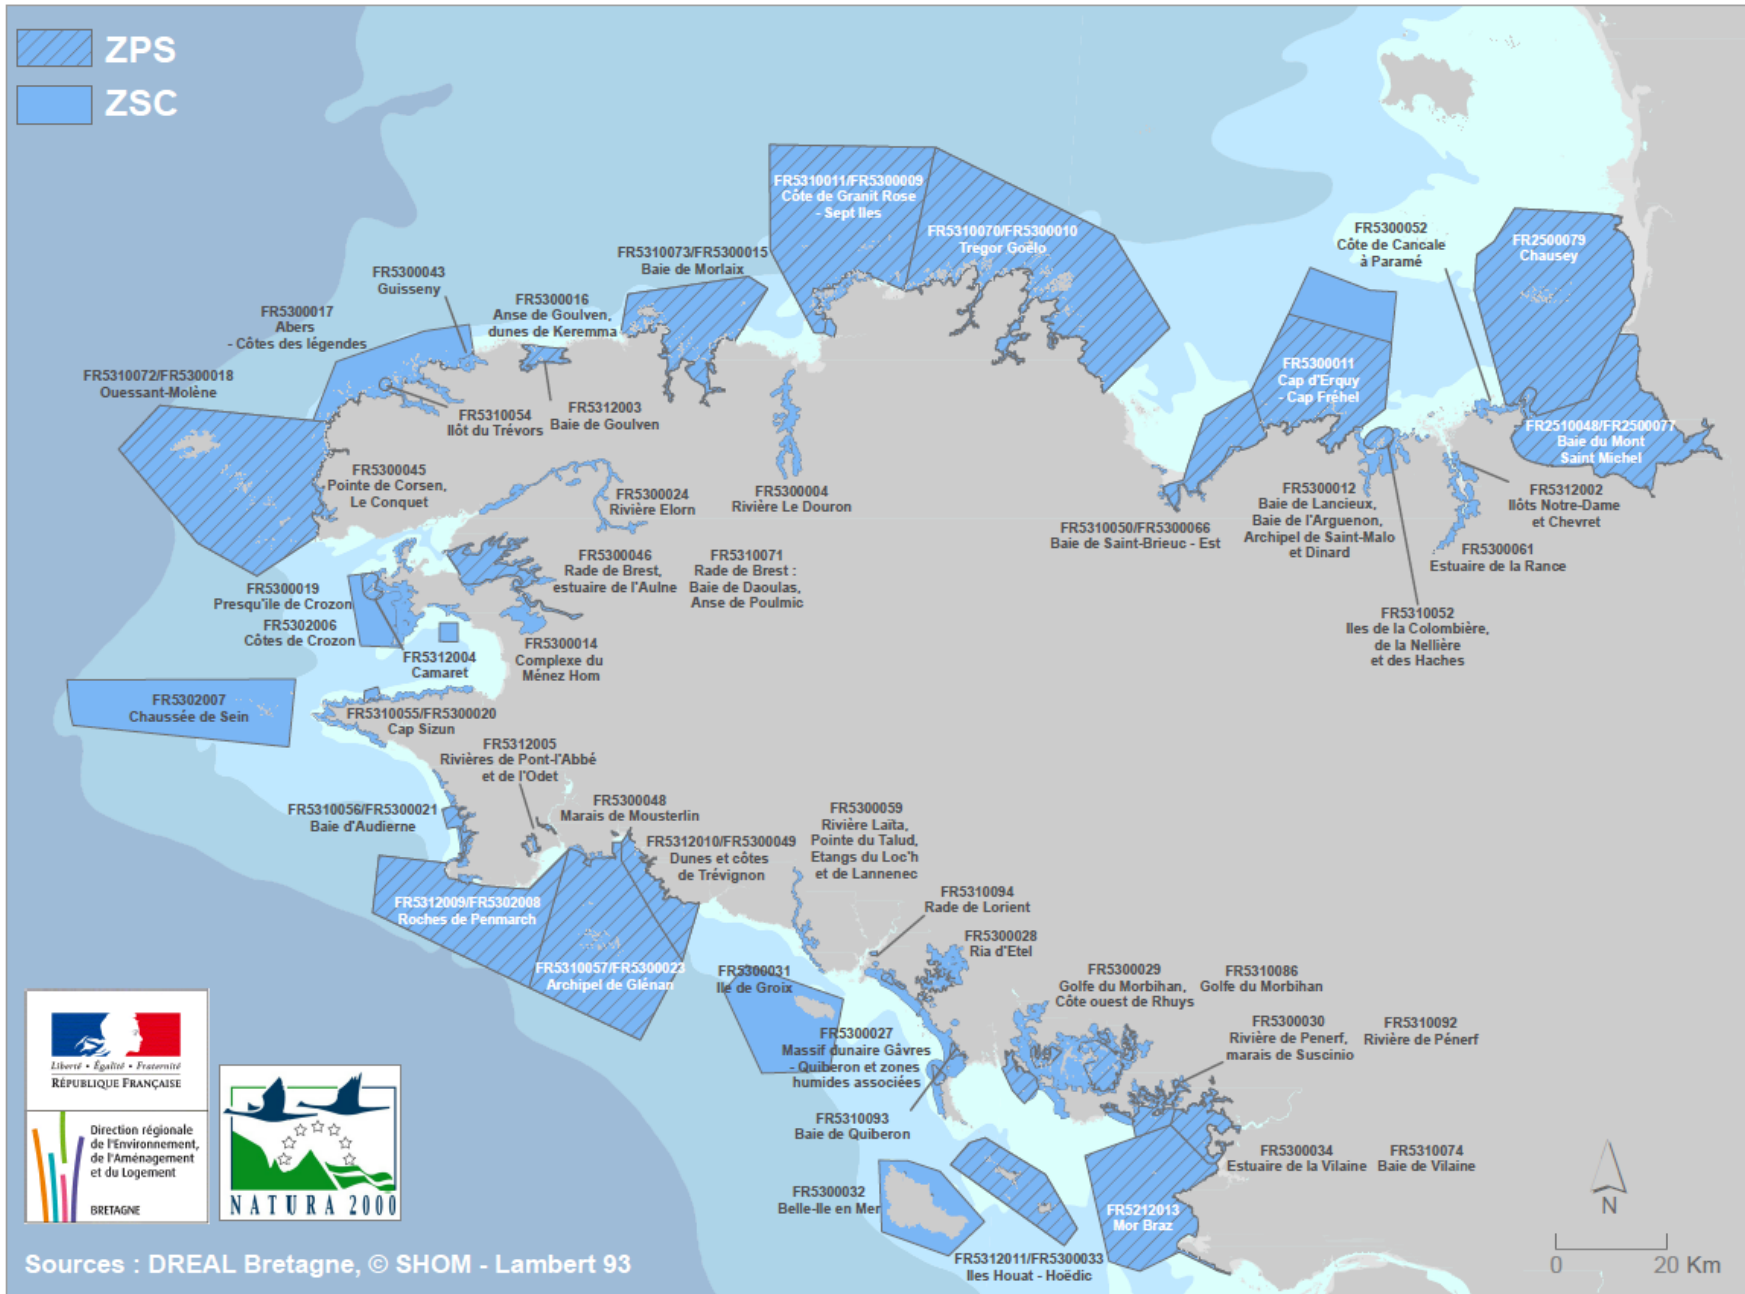 ZPS
ZSC
FR5310011/FR5300009
Côte de Granit Rose
- Sept Iles
FR5310070/FR5300010
Tregor Goëlo
FR5310073/FR5300015
Baie de Morlaix
FR5300043
Guisseny
FR5300016
Anse de Goulven,
dunes de Keremma
FR5300017
Abers
- Côtes des légendes
FR5310072/FR5300018
Ouessant-Molène
FR5310054
Ilôt du Trévors
FR5312003
Baie de Goulven
FR5300045
Pointe de Corsen,
Le Conquet
FR5300024
Rivière Elorn
FR5300004
Rivière Le Douron
FR5300052
Côte de Cancale
à Paramé
FR2500079
Chausey
FR5300011
Cap d'Erquy
- Cap Fréhel
FR2510048/FR2500077
Baie du Mont
Saint Michel
FR5310050/FR5300066
Baie de Saint-Brieuc - Est
FR5300012
Baie de Lancieux,
Baie de l'Arguenon,
Archipel de Saint-Malo
et Dinard
FR5312002
Ilôts Notre-Dame
et Chevret
FR5300061
Estuaire de la Rance
FR5310052
Iles de la Colombière,
de la Nellière
et des Haches
FR5300046
Rade de Brest,
estuaire de l'Aulne
FR5310071
Rade de Brest :
Baie de Daoulas,
Anse de Poulmic
FR5300019
Presqu'ile de Crozon
FR5302006
Côtes de Crozon
FR5312004
Camaret
FR5300014
Complexe du
Ménez Hom
FR5302007
Chaussée de Sein
FR5310055/FR5300020
Cap Sizun
FR5312005
Rivières de Pont-l'Abbé
et de l'Odet
FR5310056/FR5300021
Baie d'Audierne
FR5300048
Marais de Mousterlin
FR5312010/FR5300049
Dunes et côtes
de Trévignon
FR5300059
Rivière Laïta,
Pointe du Talud,
Etangs du Loc'h
et de Lannenec
FR5312009/FR5302008
Roches de Penmarch
FR5310057/FR5300023
Archipel de Glénan
FR5310094
Rade de Lorient
FR5300028
Ria d'Etel
FR5300031
Ile de Groix
FR5300029
Golfe du Morbihan,
Côte ouest de Rhuys
FR5310086
Golfe du Morbihan
FR5300027
Massif dunaire Gâvres
- Quiberon et zones
humides associées
FR5300030
Rivière de Penerf,
marais de Suscinio
FR5310092
Rivière de Pénerf
FR5310093
Baie de Quiberon
FR5300034
Estuaire de la Vilaine
FR5310074
Baie de Vilaine
FR5300032
Belle-Ile en Mer
FR5212013
Mor Braz
FR5312011/FR5300033
Iles Houat - Hoëdic
Liberté • Égalité • Fraternité
RÉPUBLIQUE FRANÇAISE
Direction régionale
de l'Environnement,
de l'Aménagement
et du Logement
BRETAGNE
NATURA 2000
N
0 20 Km
Sources : DREAL Bretagne, © SHOM - Lambert 93